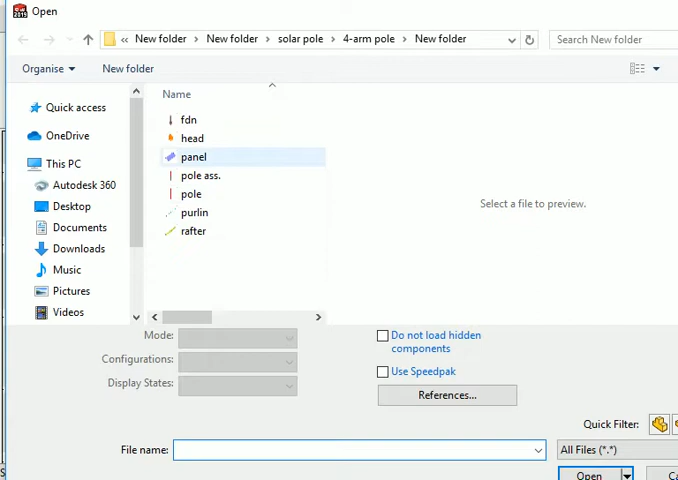 2015
Open
« New folder › New folder › solar pole › 4-arm pole › New folder
Search New folder
Organise
New folder
Quick access
OneDrive
This PC
Autodesk 360
Desktop
Documents
Downloads
Music
Pictures
Videos
Name
fdn
head
panel
pole ass.
pole
purlin
rafter
Select a file to preview.
Mode:
Configurations:
Display States:
Do not load hidden
components
Use Speedpak
References...
Quick Filter:
File name:
All Files (*.*)
Open
Ca
S